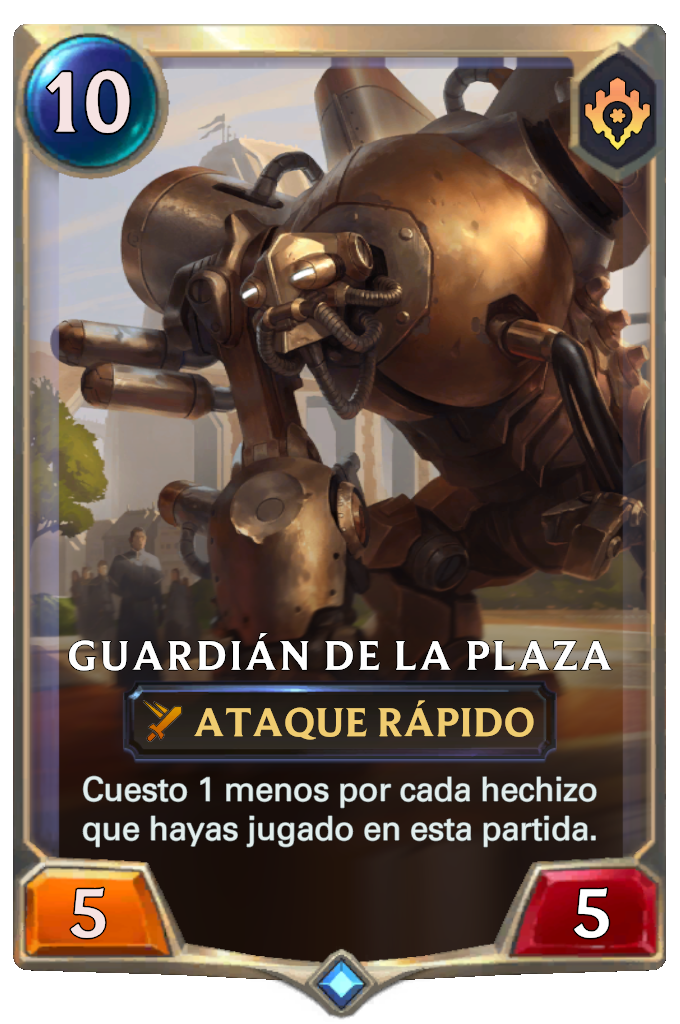 10
GUARDIÁN DE LA PLAZA
ATAQUE RÁPIDO
Cuesto 1 menos por cada hechizo
que hayas jugado en esta partida.
5 5